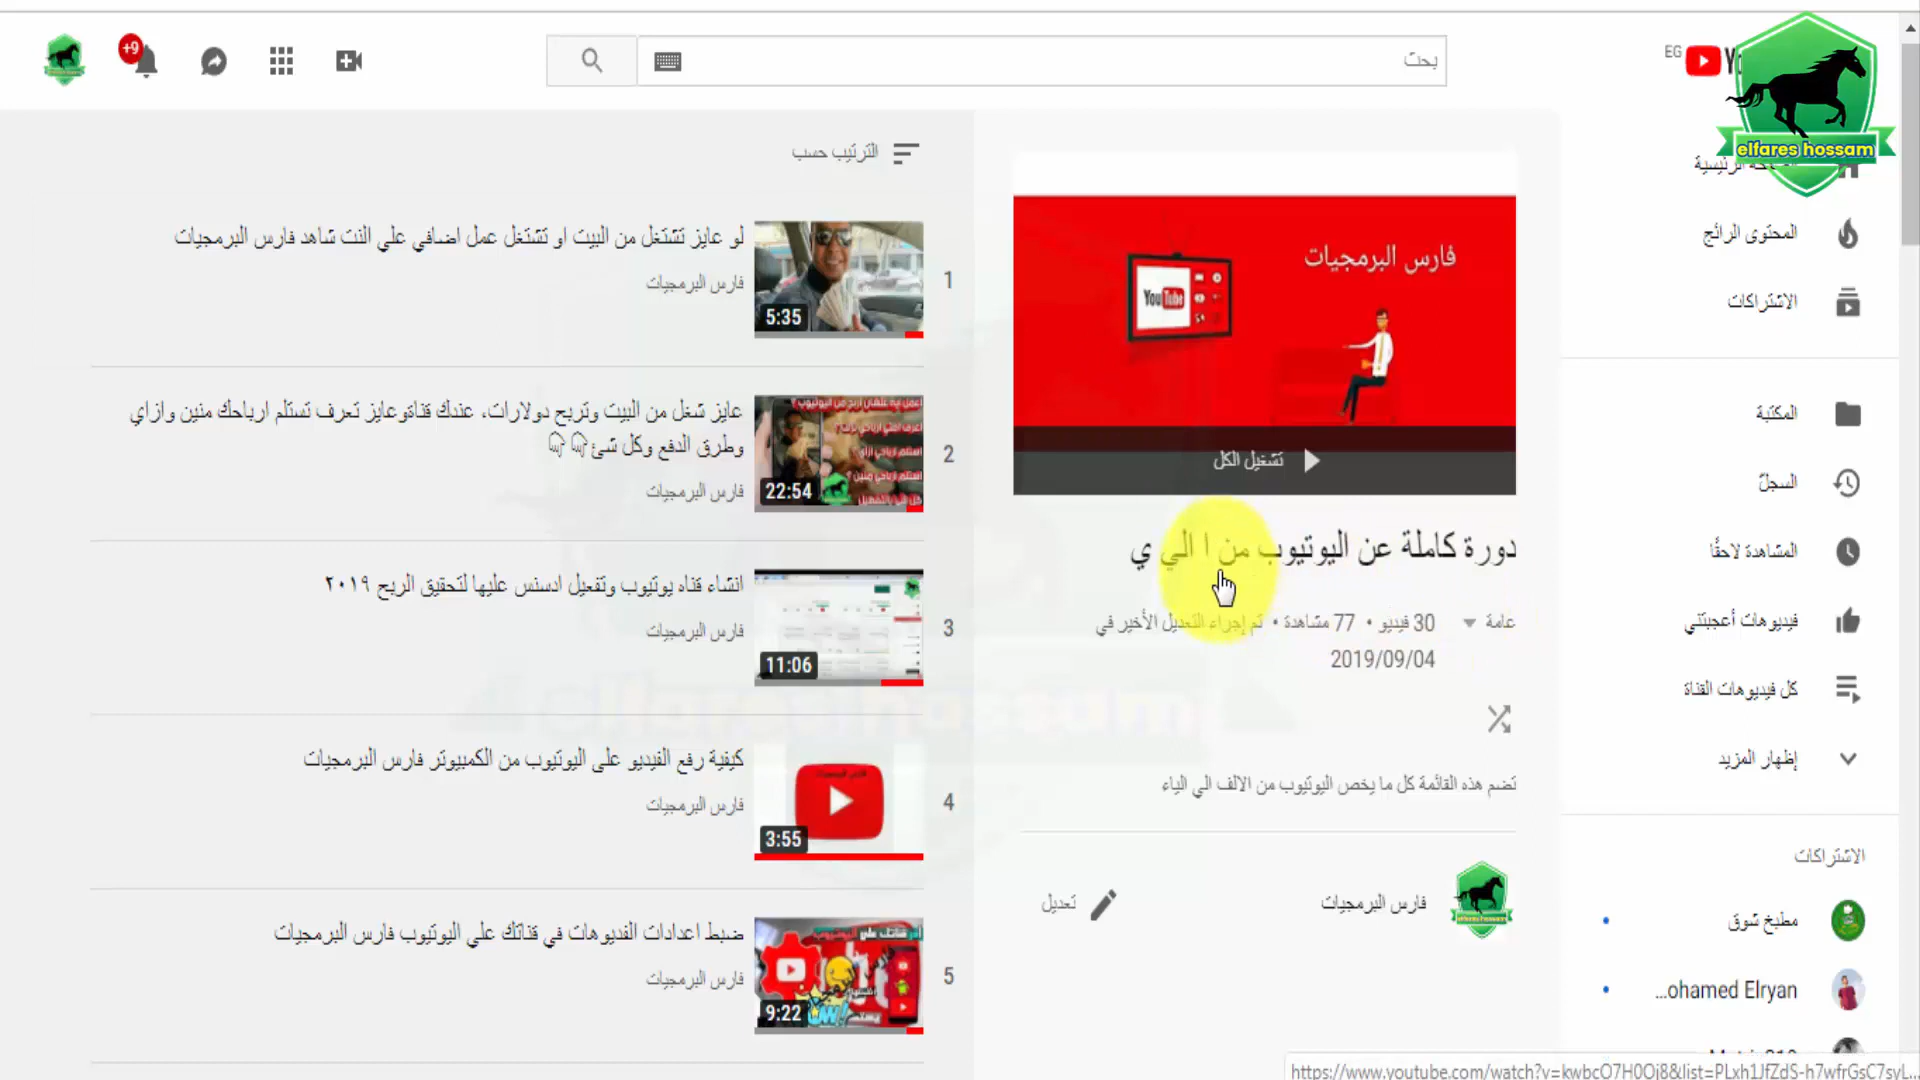 +9
بحث
EG
elfares hossam
المحتوى الرائج
الاشتراكات
المكتبة
السجلّ
المشاهدة لاحقًا
فيديوهات أعجبتني
كل فيديوهات القناة
إظهار المزيد
الاشتراكات
مطبخ شوق
ohamed Elryan...
فارس البرمجيات
YouTube
تشغيل الكل
دورة كاملة عن اليوتيوب من ا الي ي
عامة
30 فيديو • 77 مشاهدة • تم إجراء التعديل الأخير في
2019/09/04
تضم هذه القائمة كل ما يخص اليوتيوب من الالف الي الياء
فارس البرمجيات
تعديل
الترتيب حسب
1
5:35
لو عايز تشتغل من البيت او تشتغل عمل اضافي علي النت شاهد فارس البرمجيات
فارس البرمجيات
2
22:54
عايز شغل من البيت وتربح دولارات، عندك قناةوعايز تعرف تستلم ارباحك منين وازاي
وطرق الدفع وكل شئ👇👇
فارس البرمجيات
3
11:06
انشاء قناه يوتيوب وتفعيل ادسنس عليها لتحقيق الربح ٢٠١٩
فارس البرمجيات
4
3:55
كيفية رفع الفيديو على اليوتيوب من الكمبيوتر فارس البرمجيات
فارس البرمجيات
5
9:22
ضبط اعدادات الفديوهات في قناتك علي اليوتيوب فارس البرمجيات
فارس البرمجيات
elfares hossam
https://www.youtube.com/watch?v=kwbcO7H0Oj8&list=PLxh1JfZdS-h7wfrGsC7syL...